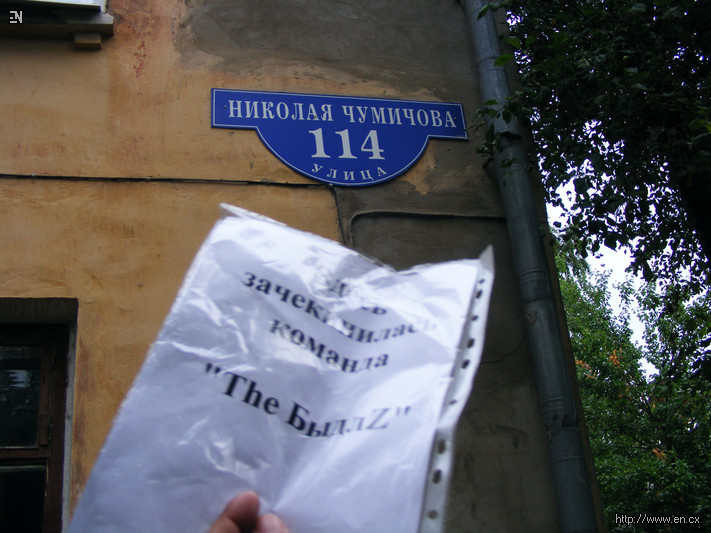 EN
НИКОЛАЯ ЧУМИЧОВА
114
УЛИЦА
зачекинилась
команда
"The БыллZ"
http://www.en.cx